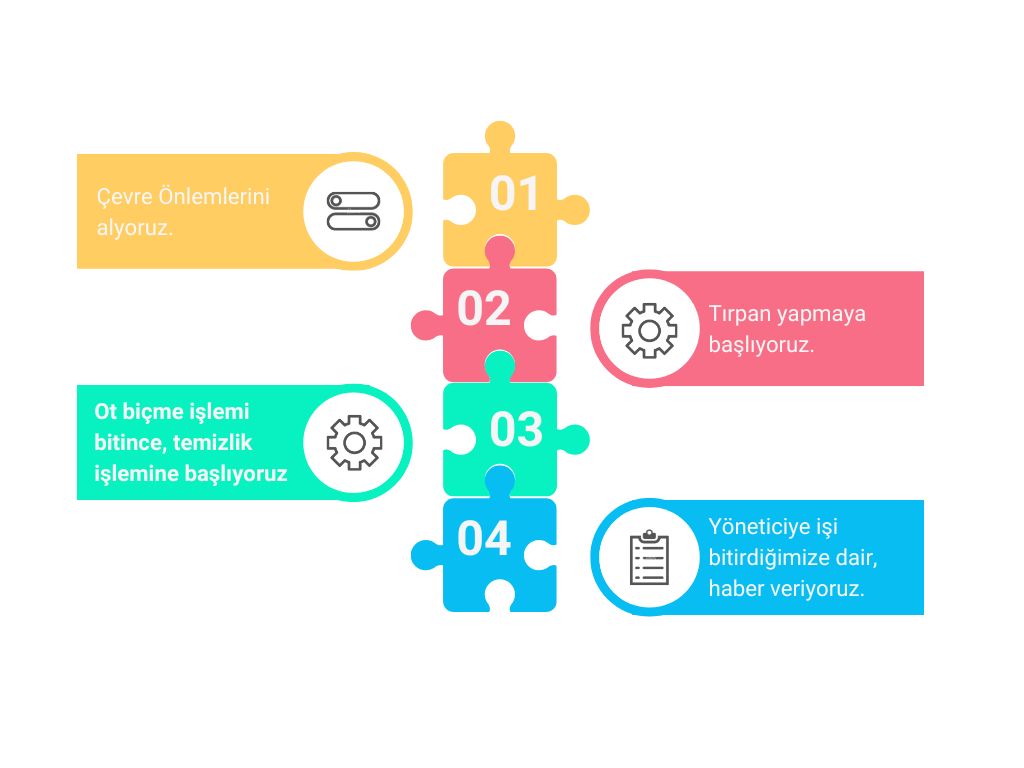 Çevre Önlemlerini
alyoruz.
01
02
Tırpan yapmaya
başlıyoruz.
Ot biçme işlemi
bitince, temizlik
işlemine başlıyoruz
03
04
Yöneticiye işi
bitirdiğimize dair,
haber veriyoruz.